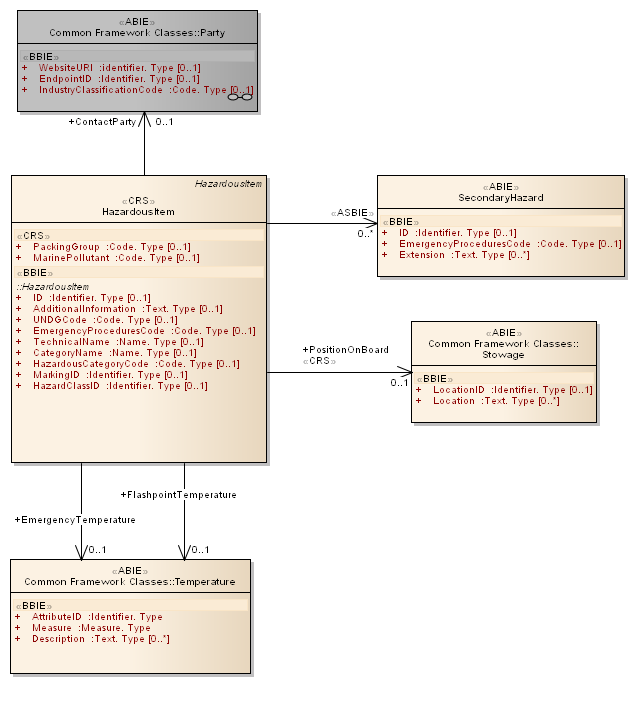 «ABIE»
Common Framework Classes::Party
«BBIE»
+ WebsiteURI :identifier. Type [0..1]
+ EndpointID :Identifier. Type [0..1]
+ IndustryClassificationCode :Code. Type [0..1]
+ContactParty 0..1
HazardousItem
«CRS»
HazardousItem
«CRS»
+ PackingGroup :Code. Type [0..1]
+ MarinePollutant :Code. Type [0..1]
«BBIE»
::HazardousItem
+ ID :Identifier. Type [0..1]
+ AdditionalInformation :Text. Type [0..1]
+ UNDGCode :Code. Type [0..1]
+ EmergencyProceduresCode :Code. Type [0..1]
+ TechnicalName :Name. Type [0..1]
+ CategoryName :Name. Type [0..1]
+ HazardousCategoryCode :Code. Type [0..1]
+ MarkingID :Identifier. Type [0..1]
+ HazardClassID :Identifier. Type [0..1]
«ASBIE»
0..*
«ABIE»
SecondaryHazard
«BBIE»
+ ID :Identifier. Type [0..1]
+ EmergencyProceduresCode :Code. Type [0..1]
+ Extension :Text. Type [0..*]
+PositionOnBoard
«CRS»
0..1
«ABIE»
Common Framework Classes::
Stowage
«BBIE»
+ LocationID :Identifier. Type [0..1]
+ Location :Text. Type [0..*]
+FlashpointTemperature
+EmergencyTemperature
0..1
0..1
«ABIE»
Common Framework Classes::Temperature
«BBIE»
+ AttributeID :Identifier. Type
+ Measure :Measure. Type
+ Description :Text. Type [0..*]